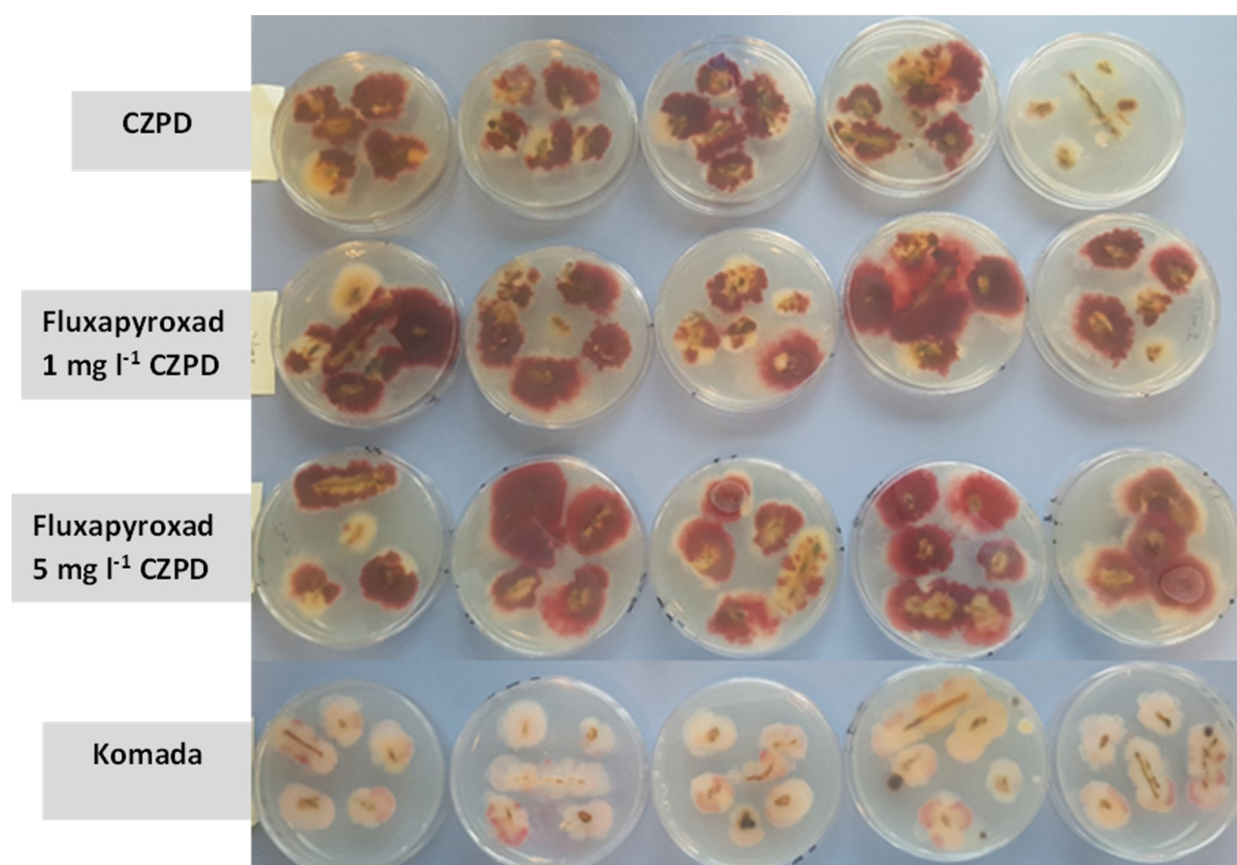 CZPD
Fluxapyroxad
1 mg l⁻¹ CZPD
Fluxapyroxad
5 mg l⁻¹ CZPD
Komada